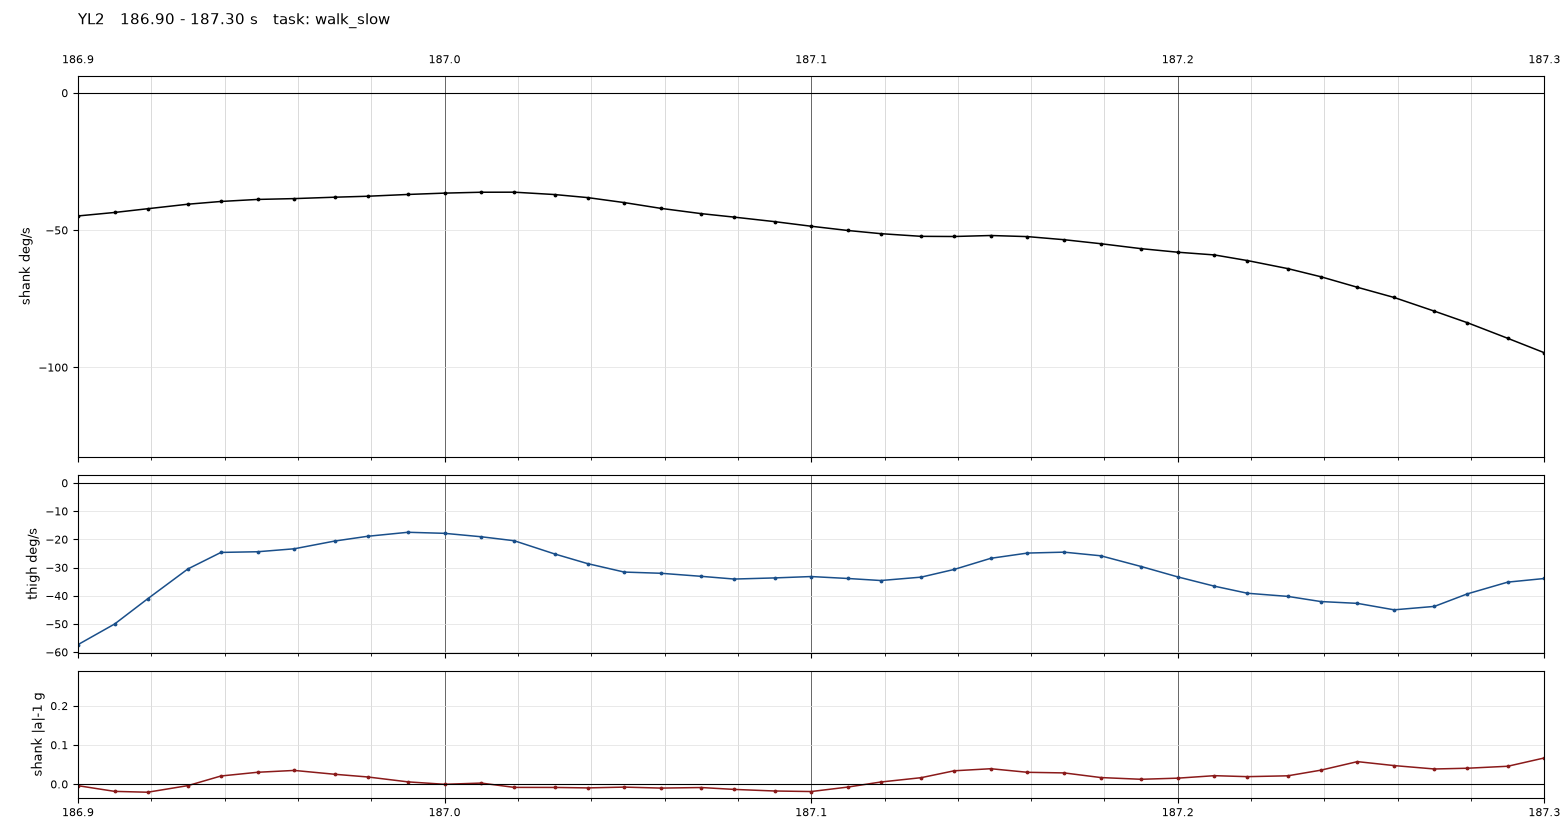 YL2   186.90 - 187.30 s   task: walk_slow
186.9 187.0 187.1 187.2 187.3
0
−50
−100
shank deg/s
0
−10
−20
−30
−40
−50
−60
thigh deg/s
0.2
0.1
0.0
shank |a|-1 g
186.9 187.0 187.1 187.2 187.3